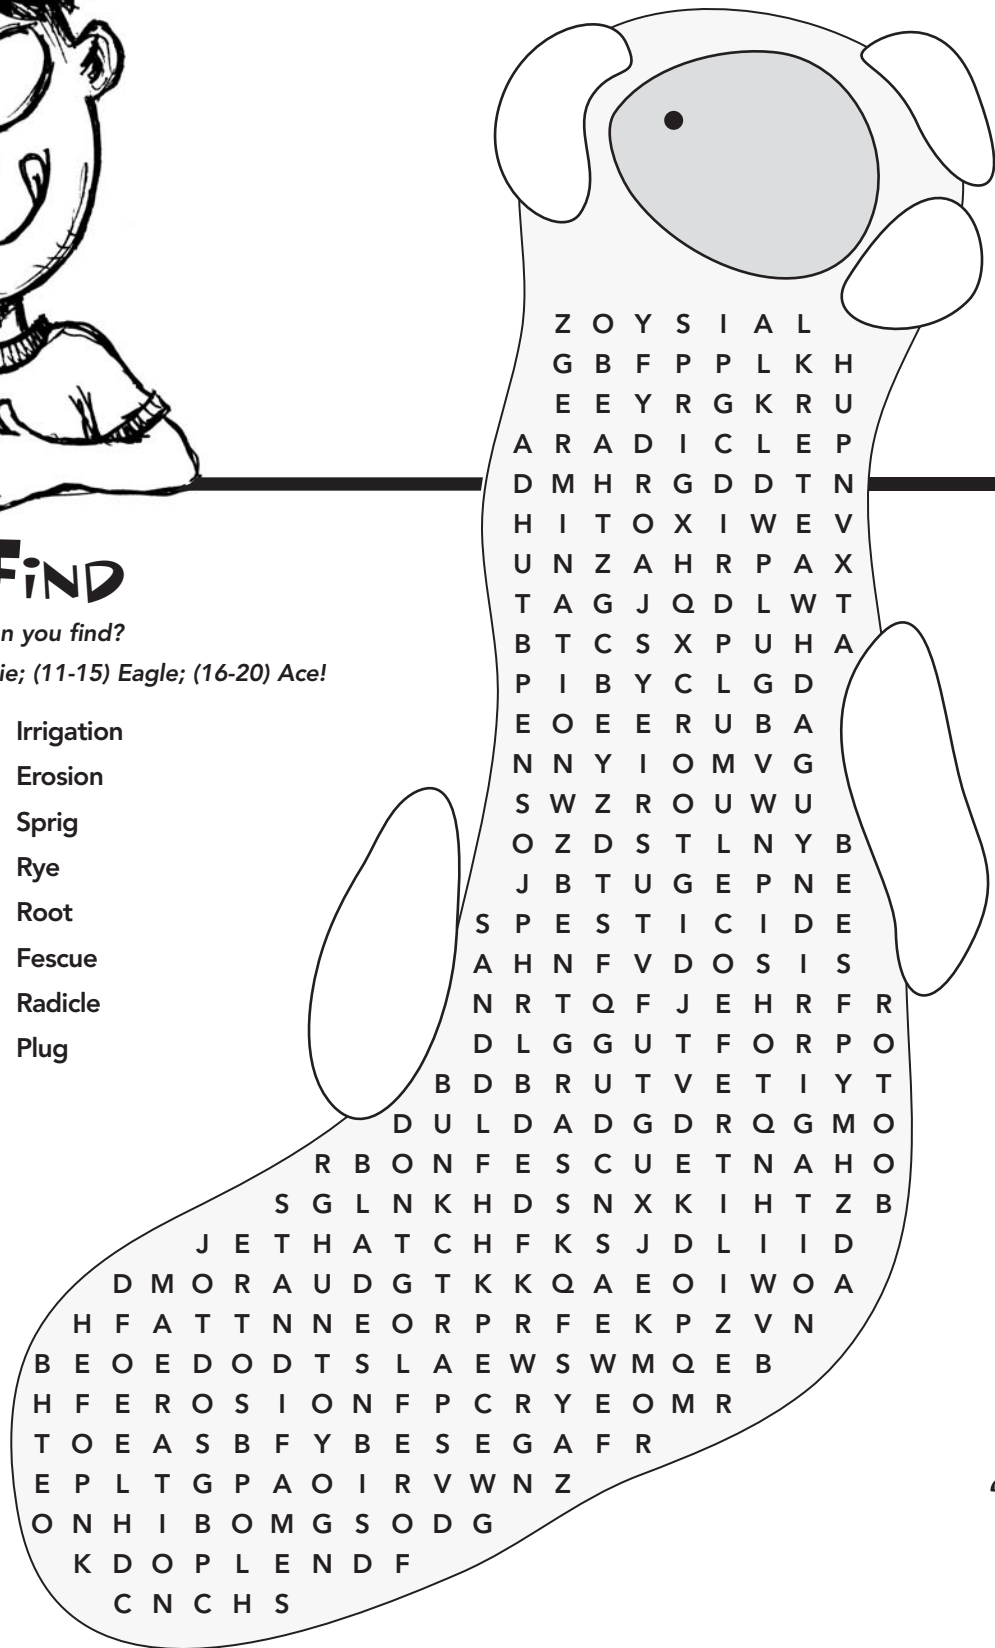 FiND
n you find?
ie; (11-15) Eagle; (16-20) Ace!
Irrigation
Erosion
Sprig
Rye
Root
Fescue
Radicle
Plug
Z O Y S I A L
G B F P P L K H
E E Y R G K R U
A R A D I C L E P
D M H R G D D T N
H I T O X I W E V
U N Z A H R P A X
T A G J Q D L W T
B T C S X P U H A
P I B Y C L G D
E O E E R U B A
N N Y I O M V G
S W Z R O U W U
O Z D S T L N Y B
J B T U G E P N E
S P E S T I C I D E
A H N F V D O S I S
N R T Q F J E H R F R
D L G G U T F O R P O
B D B R U T V E T I Y T
D U L D A D G D R Q G M O
R B O N F E S C U E T N A H O
S G L N K H D S N X K I H T Z B
J E T H A T C H F K S J D L I I D
D M O R A U D G T K K Q A E O I W O A
H F A T T N N E O R P R F E K P Z V N
B E O E D O D T S L A E W S W M Q E B
H F E R O S I O N F P C R Y E O M R
T O E A S B F Y B E S E G A F R
E P L T G P A O I R V W N Z
O N H I B O M G S O D G
K D O P L E N D F
C N C H S